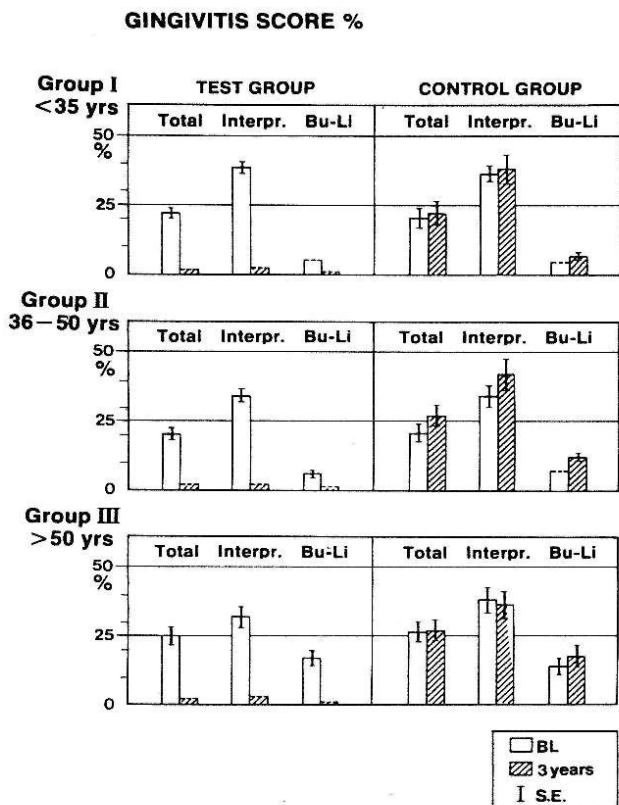 GINGIVITIS SCORE %
Group I
<35 yrs
TEST GROUP CONTROL GROUP
50
%
25
0
Total Interpr. Bu-Li Total Interpr. Bu-Li
Group II
36–50 yrs
50
%
25
0
Total Interpr. Bu-Li Total Interpr. Bu-Li
Group III
>50 yrs
50
%
25
0
Total Interpr. Bu-Li Total Interpr. Bu-Li
BL
3 years
I S.E.